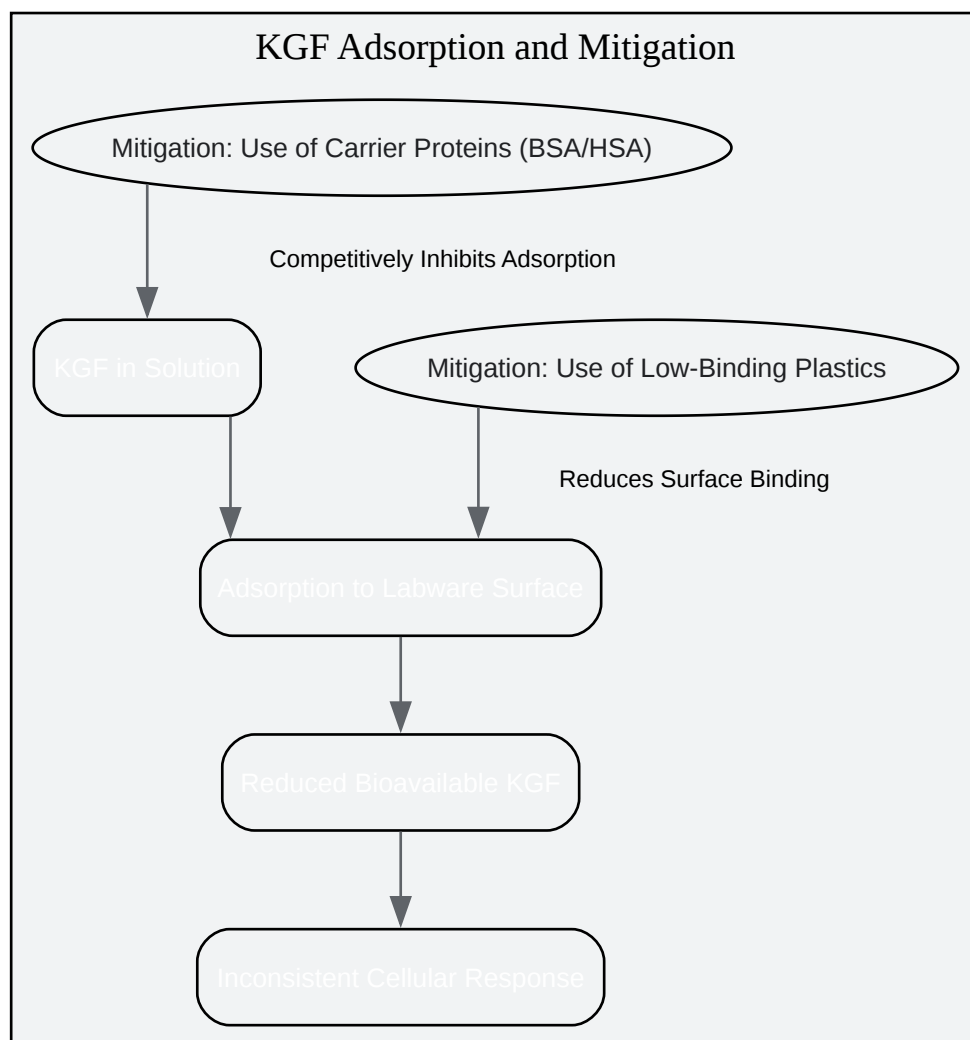 KGF Adsorption and Mitigation
Mitigation: Use of Carrier Proteins (BSA/HSA)
Competitively Inhibits Adsorption
KGF in Solution
Mitigation: Use of Low-Binding Plastics
Reduces Surface Binding
Adsorption to Labware Surface
Reduced Bioavailable KGF
Inconsistent Cellular Response